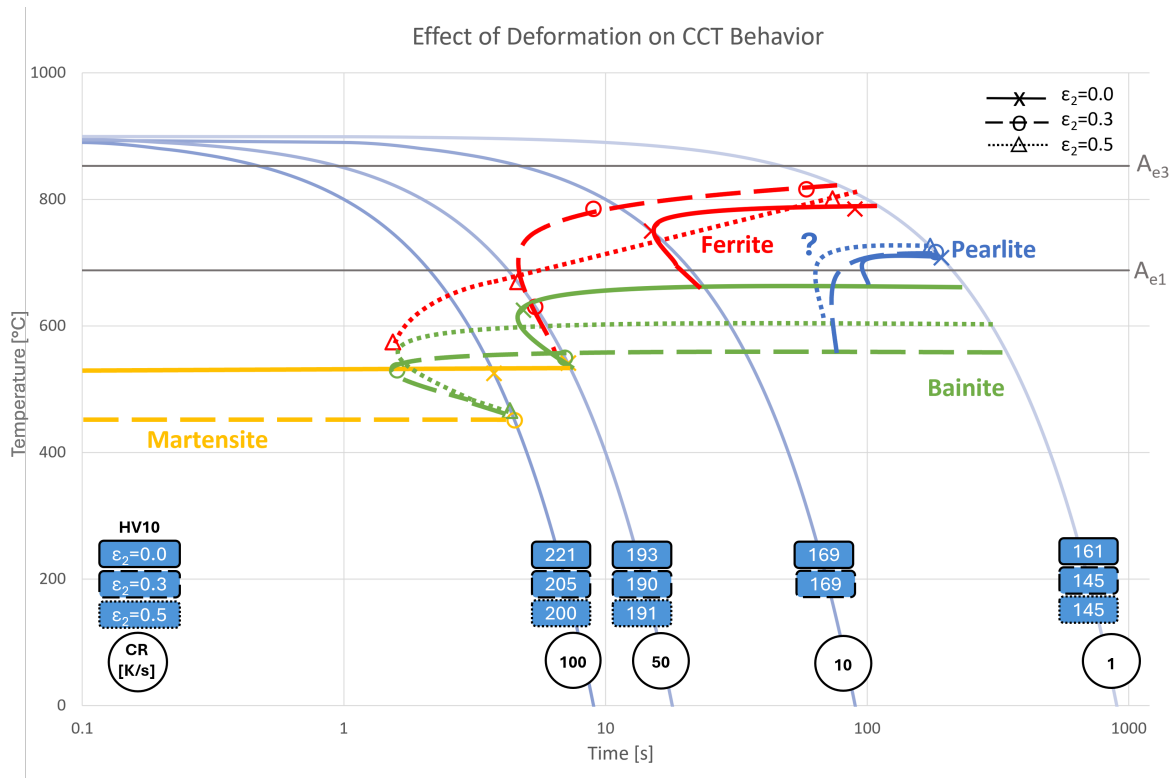 Effect of Deformation on CCT Behavior
1000
ε₂=0.0
ε₂=0.3
ε₂=0.5
Ae3
800
Ferrite
?
Pearlite
Ae1
600
Temperature [°C]
Bainite
Martensite
400
HV10
ε₂=0.0
221
193
169
161
200
ε₂=0.3
205
190
169
145
ε₂=0.5
200
191
145
CR
[K/s]
100
50
10
1
0
0.1
1
10
100
1000
Time [s]